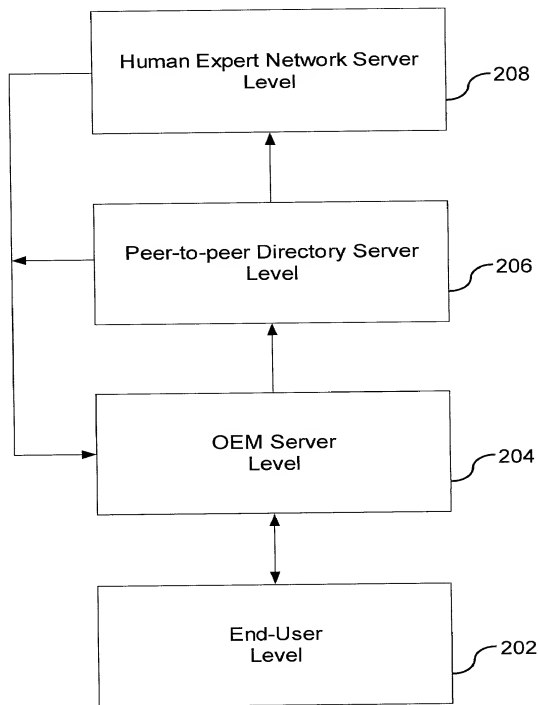 Human Expert Network Server
Level
208
Peer-to-peer Directory Server
Level
206
OEM Server
Level
204
End-User
Level
202